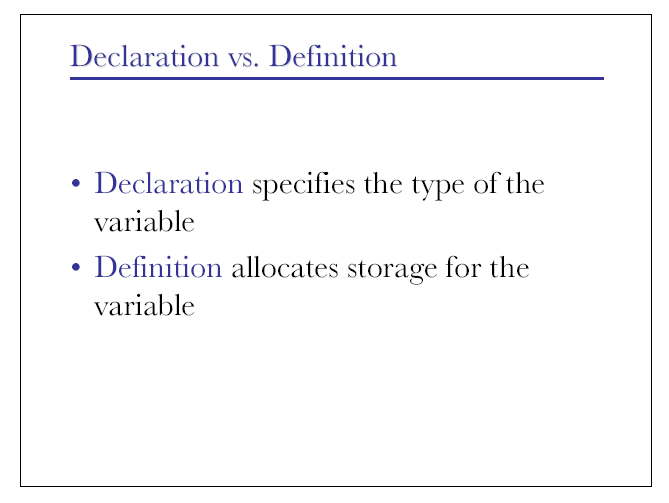 Declaration vs. Definition
• Declaration specifies the type of the
variable
• Definition allocates storage for the
variable